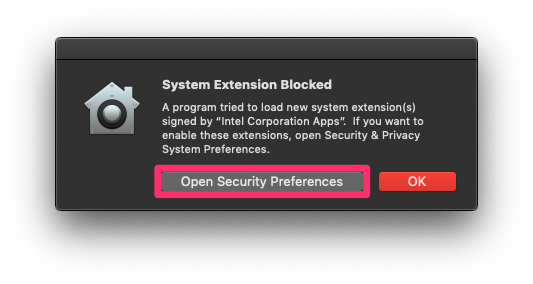 System Extension Blocked
A program tried to load new system extension(s)
signed by “Intel Corporation Apps”.  If you want to
enable these extensions, open Security & Privacy
System Preferences.
Open Security Preferences
OK